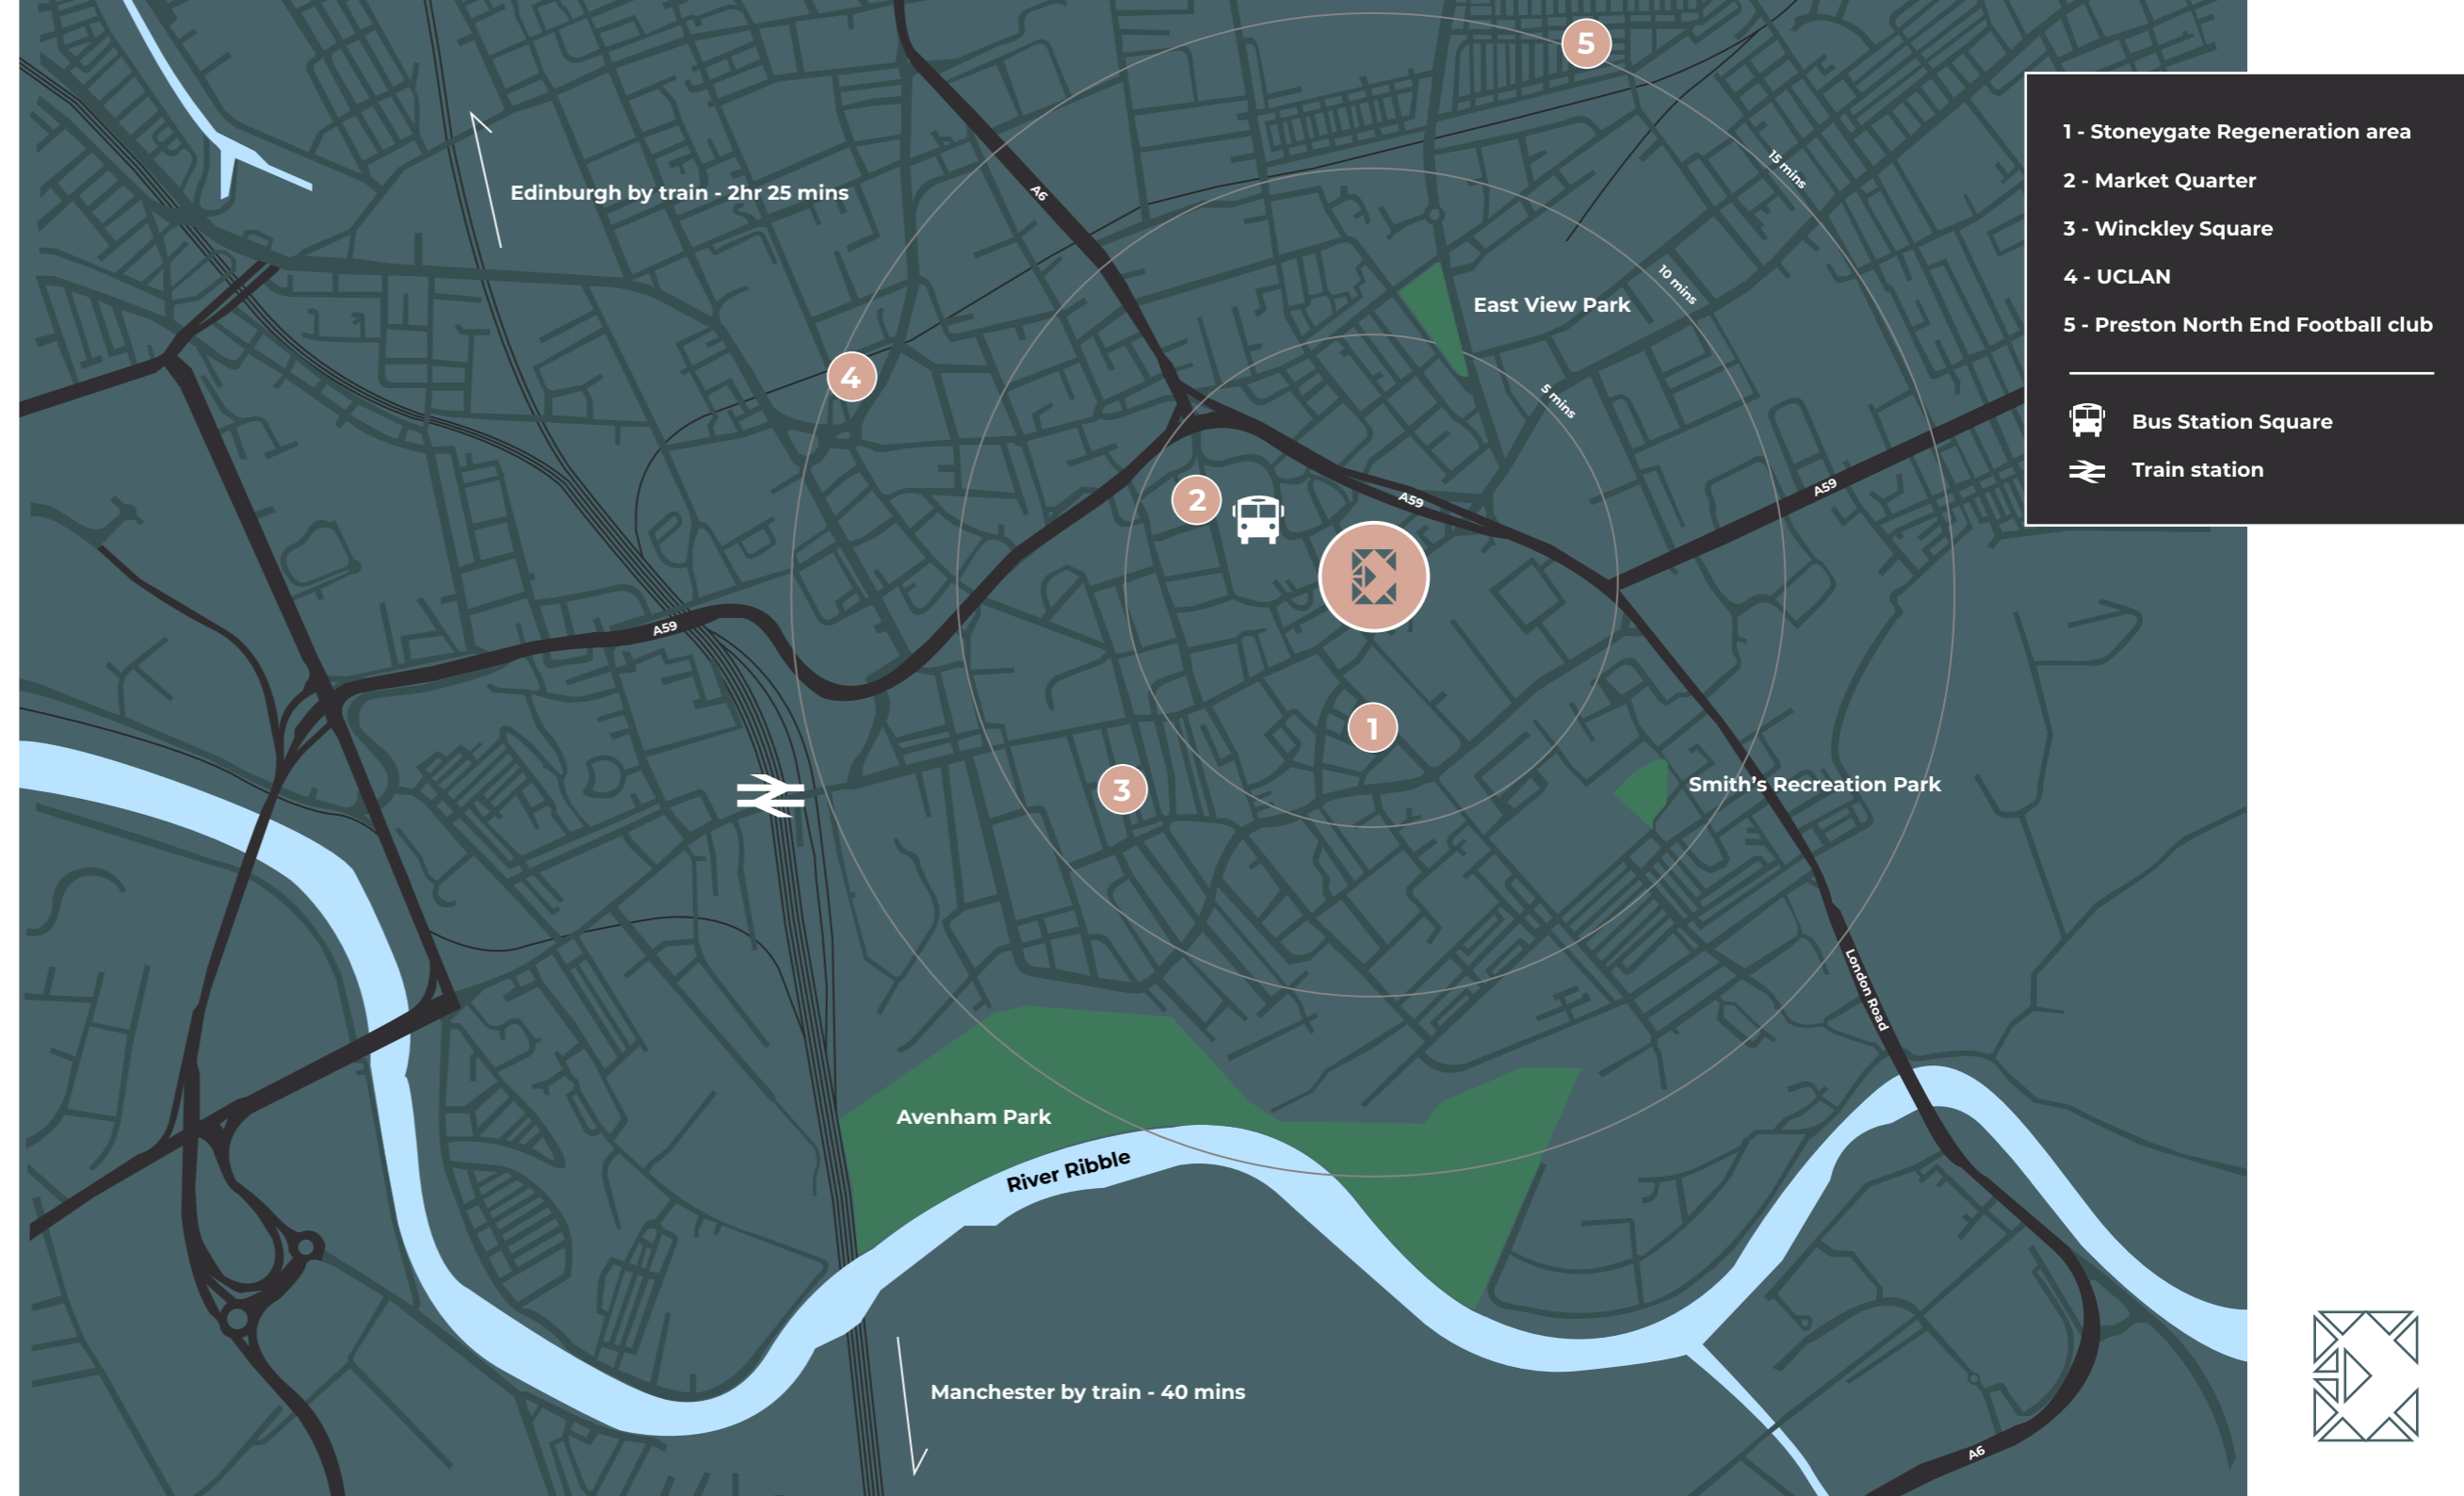 5
15 mins
1 - Stoneygate Regeneration area
2 - Market Quarter
3 - Winckley Square
4 - UCLAN
5 - Preston North End Football club
Bus Station Square
Train station
Edinburgh by train - 2hr 25 mins
A6
10 mins
East View Park
4
5 mins
2
A59
A59
A59
1
3
Smith’s Recreation Park
London Road
Avenham Park
River Ribble
Manchester by train - 40 mins
A6